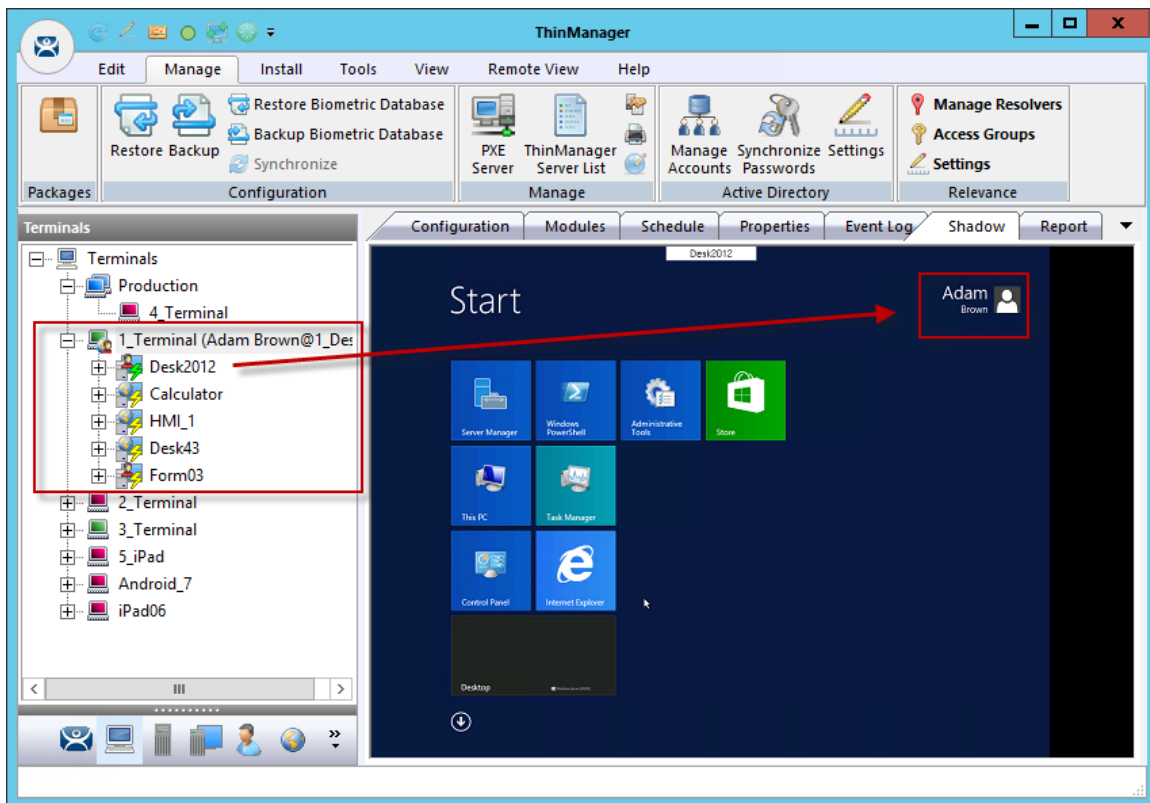 ThinManager
Edit Manage Install Tools View Remote View Help
Restore Backup
Restore Biometric Database
Backup Biometric Database
Synchronize
PXE Server
ThinManager Server List
Manage Accounts
Synchronize Passwords
Settings
Manage Resolvers
Access Groups
Settings
Packages Configuration Manage Active Directory Relevance
Terminals
Configuration Modules Schedule Properties Event Log Shadow Report
Terminals
Production
4_Terminal
1_Terminal (Adam Brown@1_Des
Desk2012
Calculator
HMI_1
Desk43
Form03
2_Terminal
3_Terminal
5_iPad
Android_7
iPad06
Desk2012
Start
Adam
Brown
Server Manager
Windows PowerShell
Administrative Tools
Store
This PC
Task Manager
Control Panel
Internet Explorer
Desktop